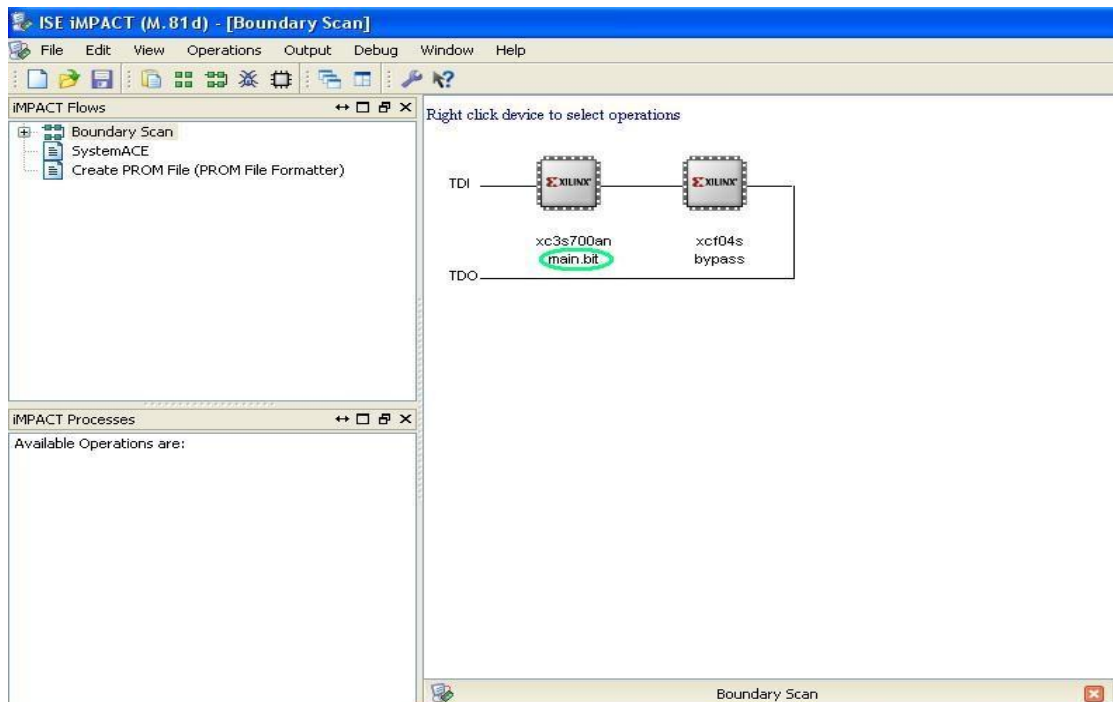 ISE iMPACT (M.81d) - [Boundary Scan]
File Edit View Operations Output Debug Window Help
iMPACT Flows
Boundary Scan
SystemACE
Create PROM File (PROM File Formatter)
Right click device to select operations
TDI
XILINX
XILINX
xc3s700an
xcf04s
main.bit
bypass
TDO
iMPACT Processes
Available Operations are:
Boundary Scan